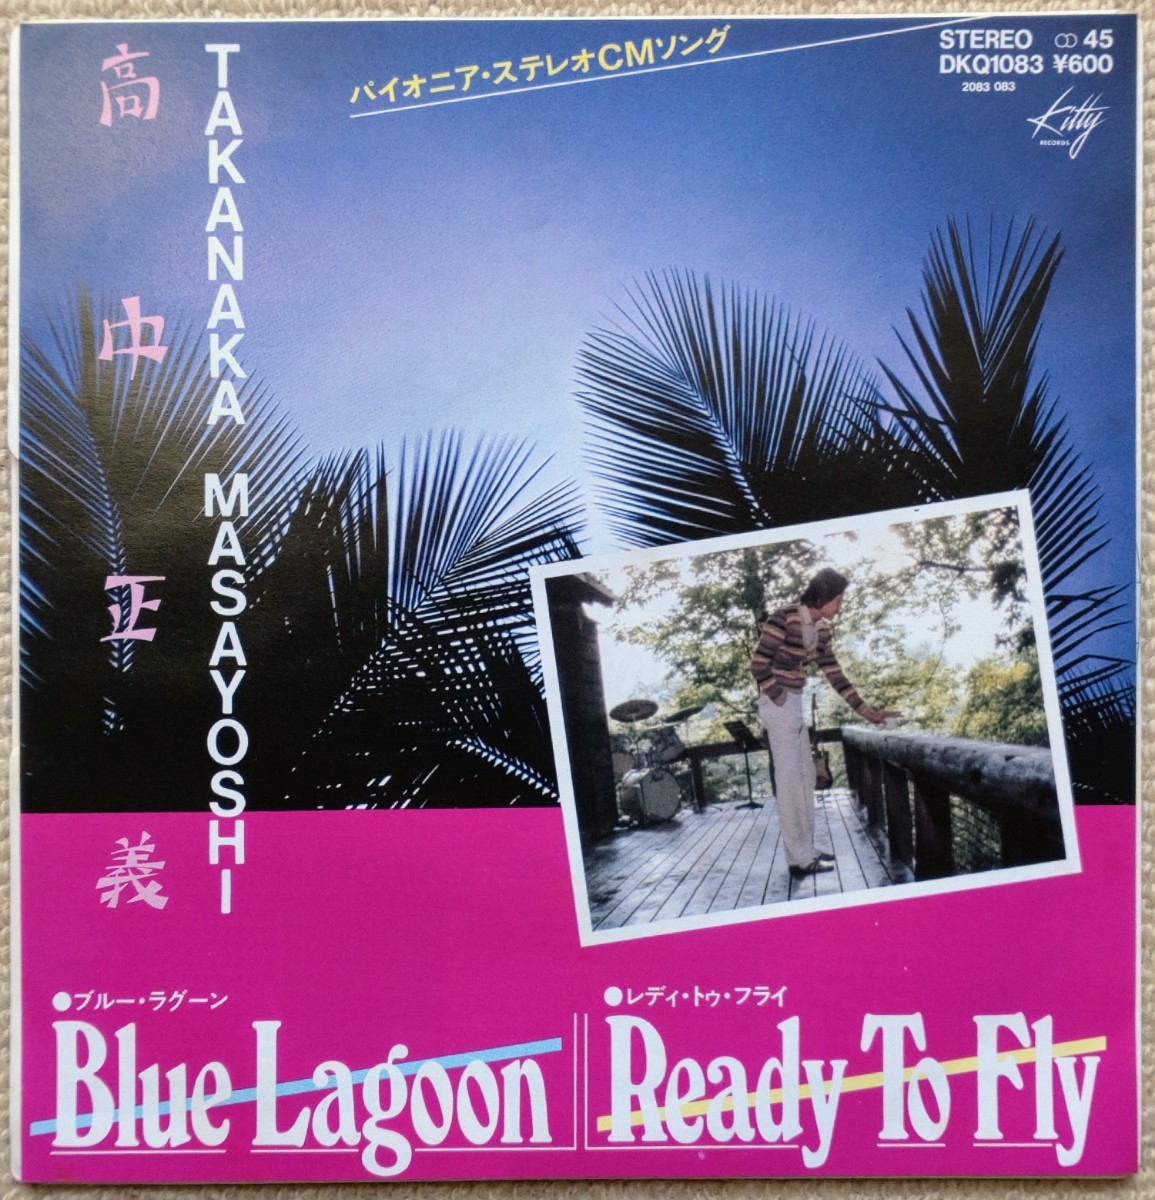 高中正義
TAKANAKA MASAYOSHI
パイオニア・ステレオCMソング
STEREO ∞ 45
DKQ1083 ¥600
2083 083
Kitty
RECORDS
●ブルー・ラグーン
Blue Lagoon
●レディ・トゥ・フライ
Ready To Fly